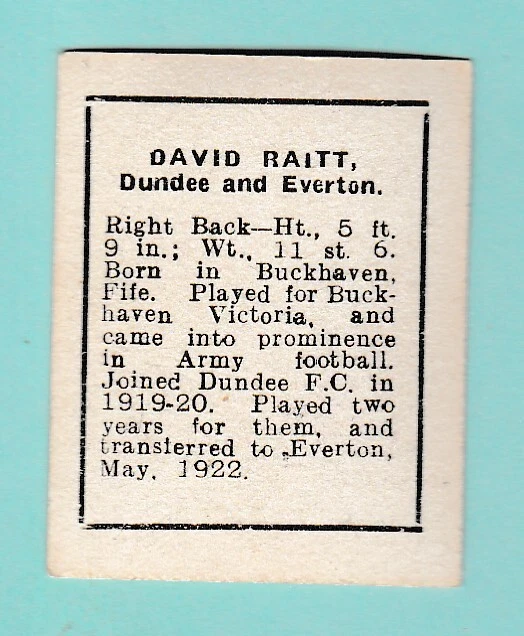 DAVID RAITT,
Dundee and Everton.
Right Back—Ht., 5 ft.
9 in.; Wt., 11 st. 6.
Born in Buckhaven,
Fife. Played for Buck-
haven Victoria, and
came into prominence
in Army football.
Joined Dundee F.C. in
1919-20. Played two
years for them, and
transferred to Everton,
May, 1922.